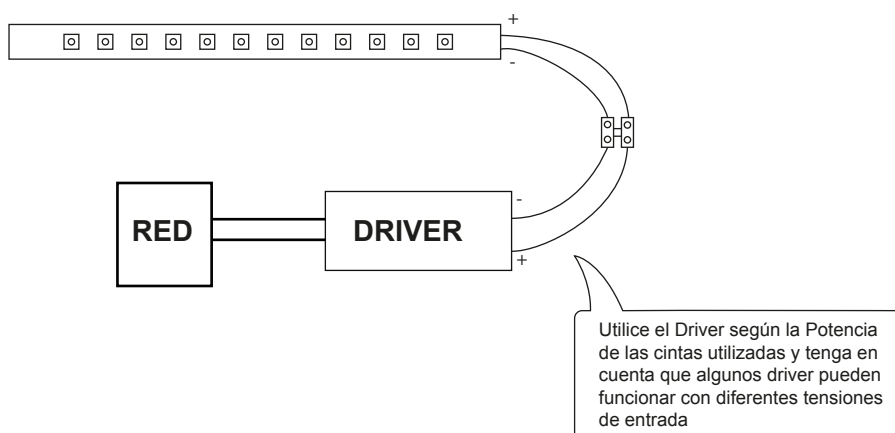 +
-
-
RED
DRIVER
+
Utilice el Driver según la Potencia
de las cintas utilizadas y tenga en
cuenta que algunos driver pueden
funcionar con diferentes tensiones
de entrada